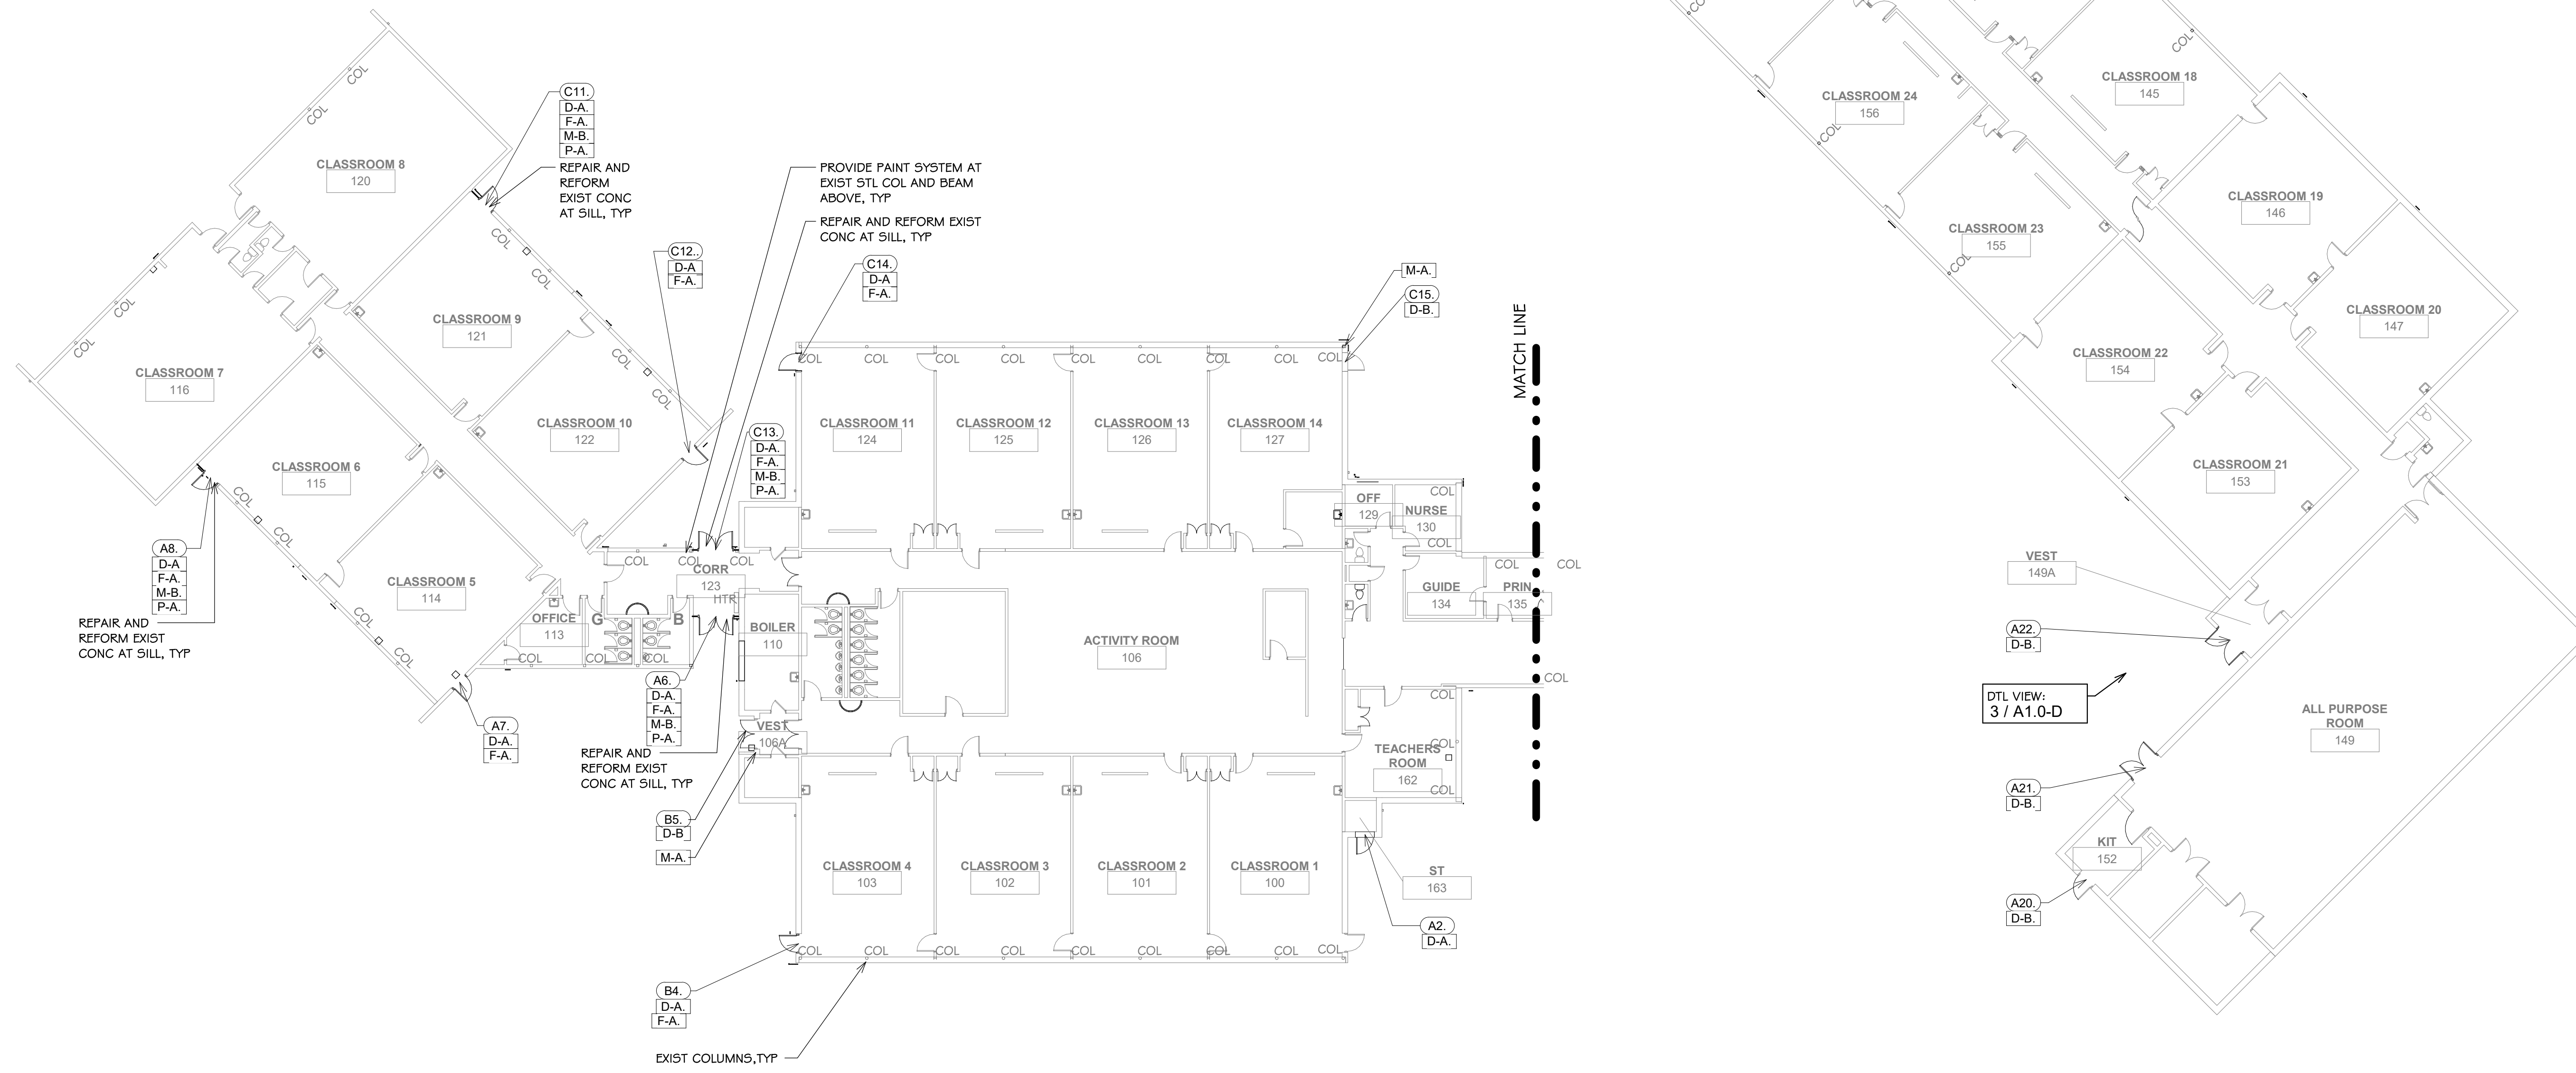 COL
COL
CLASSROOM 8
120
C11.
D-A.
F-A.
M-B.
P-A.
REPAIR AND
REFORM
EXIST CONC
AT SILL, TYP
COL
COL
CLASSROOM 7
116
COL
COL
CLASSROOM 9
121
COL
COL
C12..
D-A
F-A.
CLASSROOM 10
122
CLASSROOM 6
115
COL
COL
CLASSROOM 5
114
COL
COL
A8.
D-A
F-A.
M-B.
P-A.
REPAIR AND
REFORM EXIST
CONC AT SILL, TYP
A7.
D-A.
F-A.
PROVIDE PAINT SYSTEM AT
EXIST STL COL AND BEAM
ABOVE, TYP
REPAIR AND REFORM EXIST
CONC AT SILL, TYP
C14.
D-A
F-A.
C13.
D-A.
F-A.
M-B.
P-A.
COL
COL
COL
CORR
123
HTR
OFFICE
113
G
B
COL
COL
COL
BOILER
110
A6.
D-A.
F-A.
M-B.
P-A.
REPAIR AND
REFORM EXIST
CONC AT SILL, TYP
VEST
106A
B5.
D-B
M-A.
M-A.
C15.
D-B.
MATCH LINE
COL
COL
COL
COL
COL
COL
COL
COL
COL
CLASSROOM 11
124
CLASSROOM 12
125
CLASSROOM 13
126
CLASSROOM 14
127
OFF
129
COL
NURSE
130
COL
COL
COL
GUIDE
134
PRIN
135
ACTIVITY ROOM
106
COL
COL
COL
TEACHERS
ROOM
162
COL
CLASSROOM 4
103
CLASSROOM 3
102
CLASSROOM 2
101
CLASSROOM 1
100
ST
163
A2.
D-A.
COL
COL
COL
COL
COL
COL
COL
COL
COL
B4.
D-A.
F-A.
EXIST COLUMNS,TYP
COL
COL
CLASSROOM 24
156
COL
CLASSROOM 18
145
CLASSROOM 19
146
CLASSROOM 23
155
COL
CLASSROOM 20
147
CLASSROOM 22
154
CLASSROOM 21
153
VEST
149A
A22.
D-B.
DTL VIEW:
3 / A1.0-D
ALL PURPOSE
ROOM
149
A21.
D-B.
KIT
152
A20.
D-B.